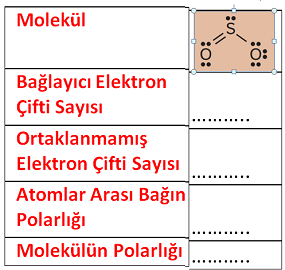 Molekül
S
O
O
Bağlayıcı Elektron
Çifti Sayısı
...........
Ortaklanmamış
Elektron Çifti Sayısı
...........
Atomlar Arası Bağın
Polarlığı
...........
Molekülün Polarlığı
...........